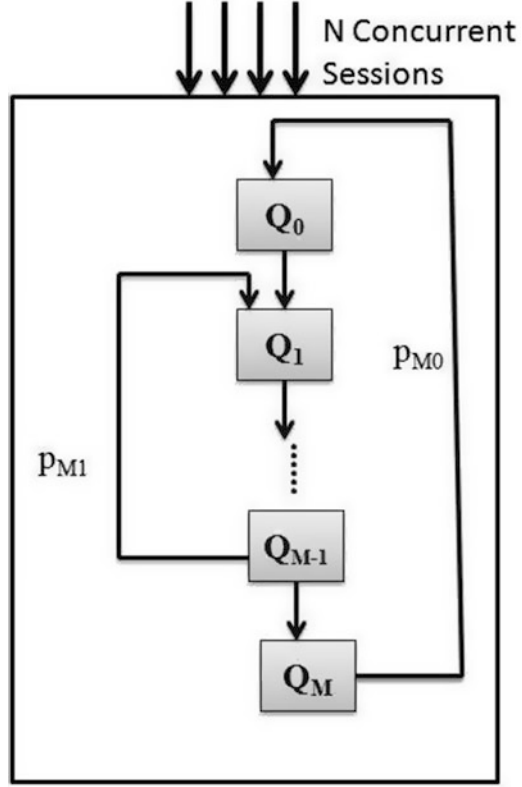 N Concurrent
Sessions
Q0
Q1
pM0
pM1
QM-1
QM